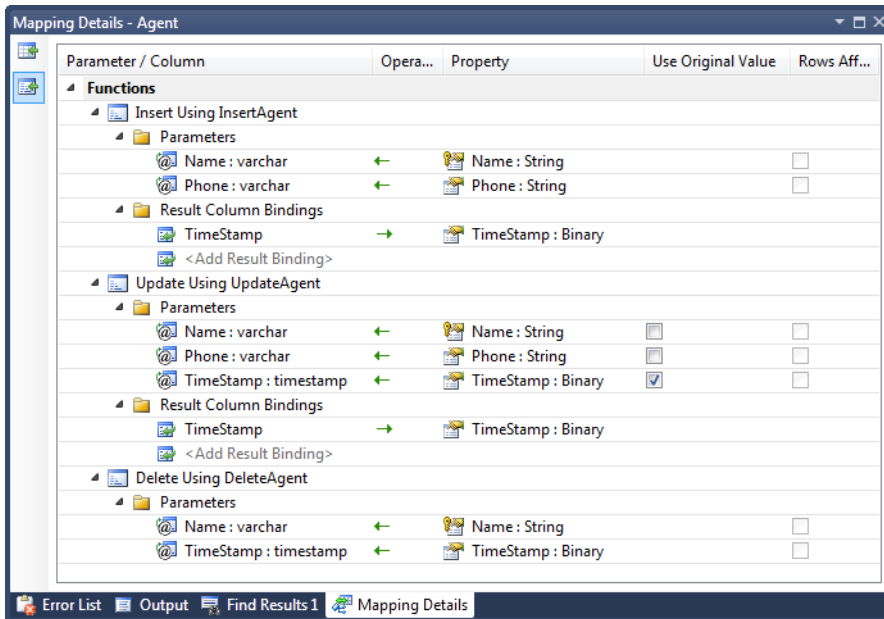 Mapping Details - Agent
Parameter / Column Opera... Property Use Original Value Rows Aff...
Functions
Insert Using InsertAgent
Parameters
Name : varchar Name : String
Phone : varchar Phone : String
Result Column Bindings
TimeStamp TimeStamp : Binary
<Add Result Binding>
Update Using UpdateAgent
Parameters
Name : varchar Name : String
Phone : varchar Phone : String
TimeStamp : timestamp TimeStamp : Binary
Result Column Bindings
TimeStamp TimeStamp : Binary
<Add Result Binding>
Delete Using DeleteAgent
Parameters
Name : varchar Name : String
TimeStamp : timestamp TimeStamp : Binary
Error List Output Find Results 1 Mapping Details